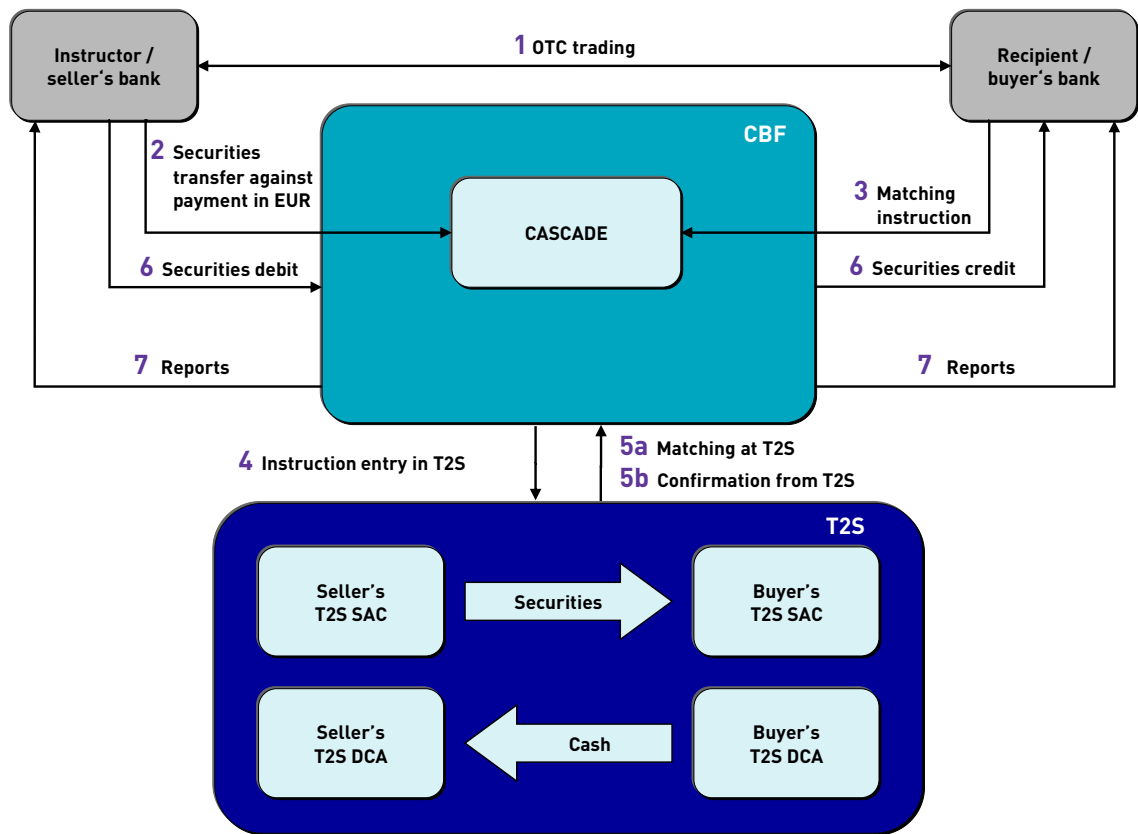 1 OTC trading
Instructor /
seller‘s bank
Recipient /
buyer‘s bank
CBF
2 Securities
transfer against
payment in EUR
3 Matching
instruction
CASCADE
6 Securities debit
6 Securities credit
7 Reports
7 Reports
4 Instruction entry in T2S
5a Matching at T2S
5b Confirmation from T2S
T2S
Seller’s
T2S SAC
Securities
Buyer’s
T2S SAC
Seller’s
T2S DCA
Cash
Buyer’s
T2S DCA